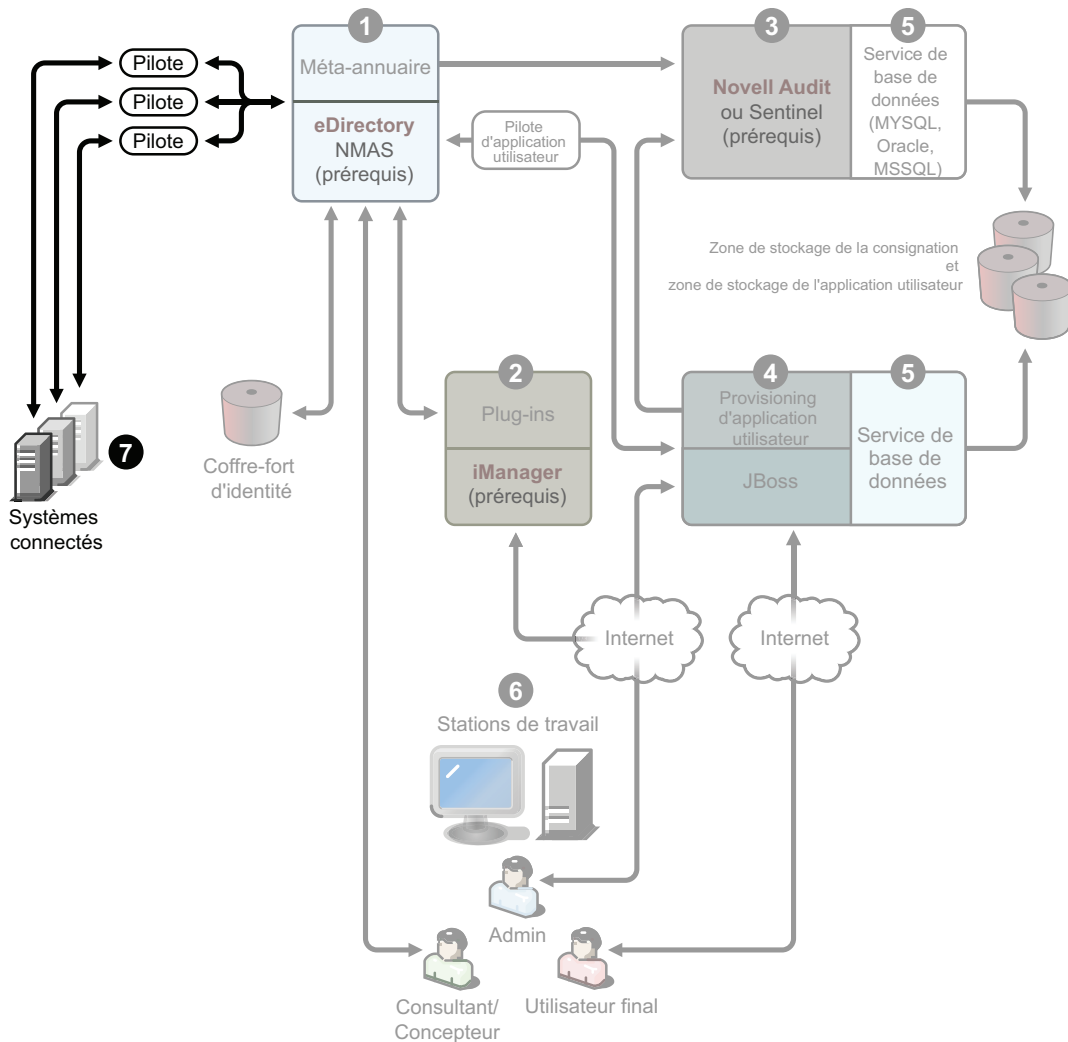 1
Méta-annuaire
eDirectory
NMAS
(prérequis)
Pilote
Pilote
Pilote
Pilote
d'application
utilisateur
3
Novell Audit
ou Sentinel
(prérequis)
5
Service de
base de
données
(MYSQL,
Oracle,
MSSQL)
Zone de stockage de la consignation
et
zone de stockage de l'application utilisateur
2
Plug-ins
iManager
(prérequis)
4
Provisioning
d'application
utilisateur
JBoss
5
Service de
base de
données
Coffre-fort
d'identité
7
Systèmes
connectés
Internet
Internet
6
Stations de travail
Admin
Consultant/
Concepteur
Utilisateur final